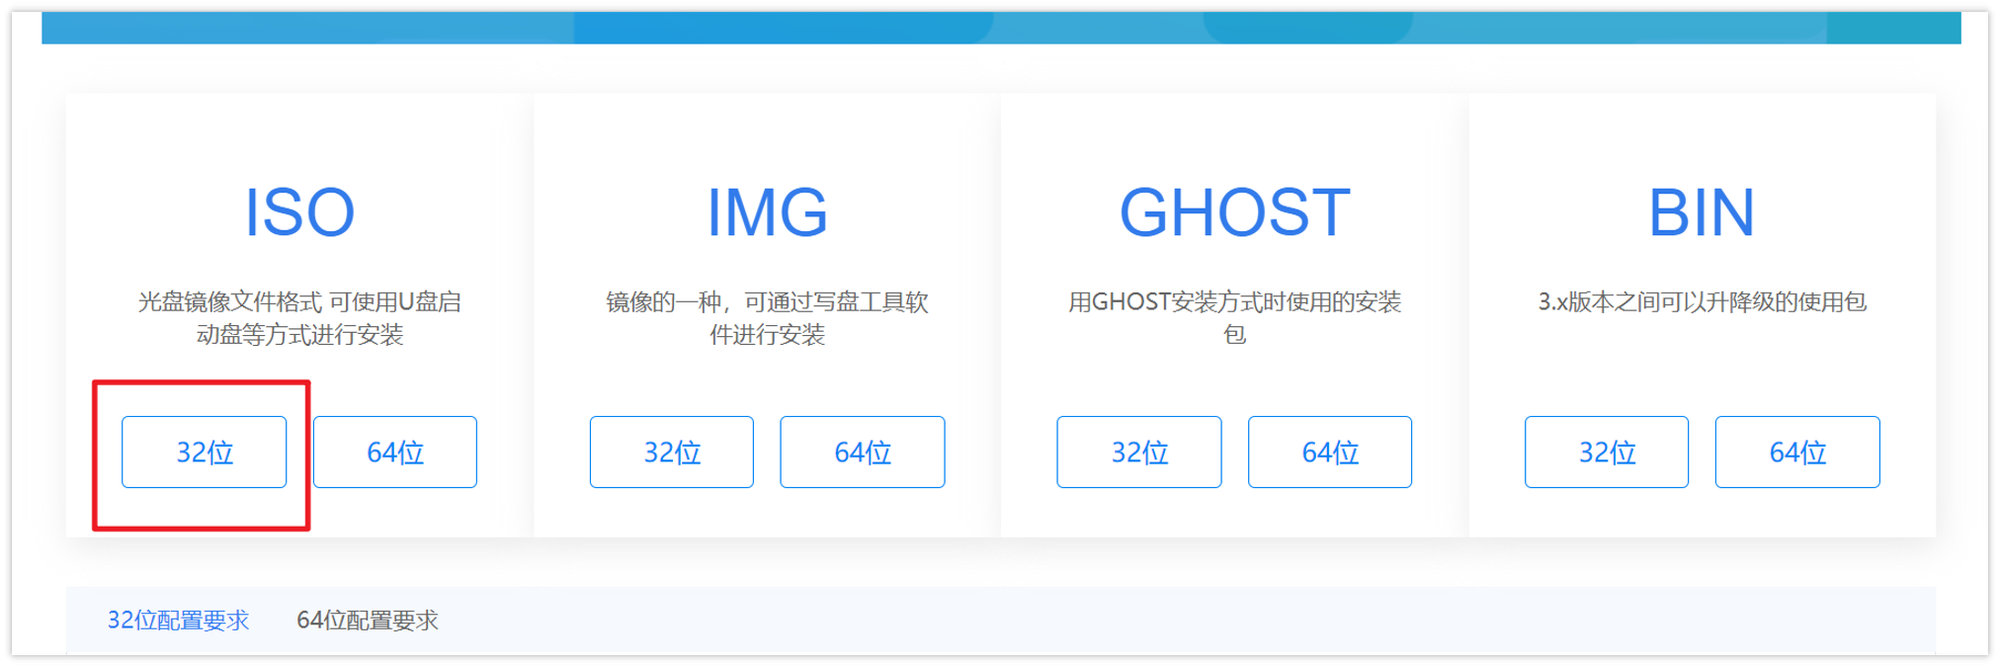 ISO
光盘镜像文件格式 可使用U盘启
动盘等方式进行安装
32位
64位
IMG
镜像的一种，可通过写盘工具软
件进行安装
32位
64位
GHOST
用GHOST安装方式时使用的安装
包
32位
64位
BIN
3.x版本之间可以升降级的使用包
32位
64位
32位配置要求
64位配置要求